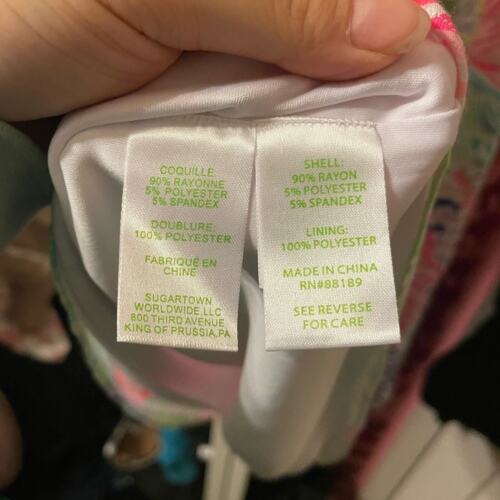 COQUILLE:
90% RAYONNE
5% POLYESTER
5% SPANDEX
DOUBLURE:
100% POLYESTER
FABRIQUÉ EN
CHINE
SUGARTOWN
WORLDWIDE, LLC
800 THIRD AVENUE
KING OF PRUSSIA, PA
SHELL:
90% RAYON
5% POLYESTER
5% SPANDEX
LINING:
100% POLYESTER
MADE IN CHINA
RN#88189
SEE REVERSE
FOR CARE